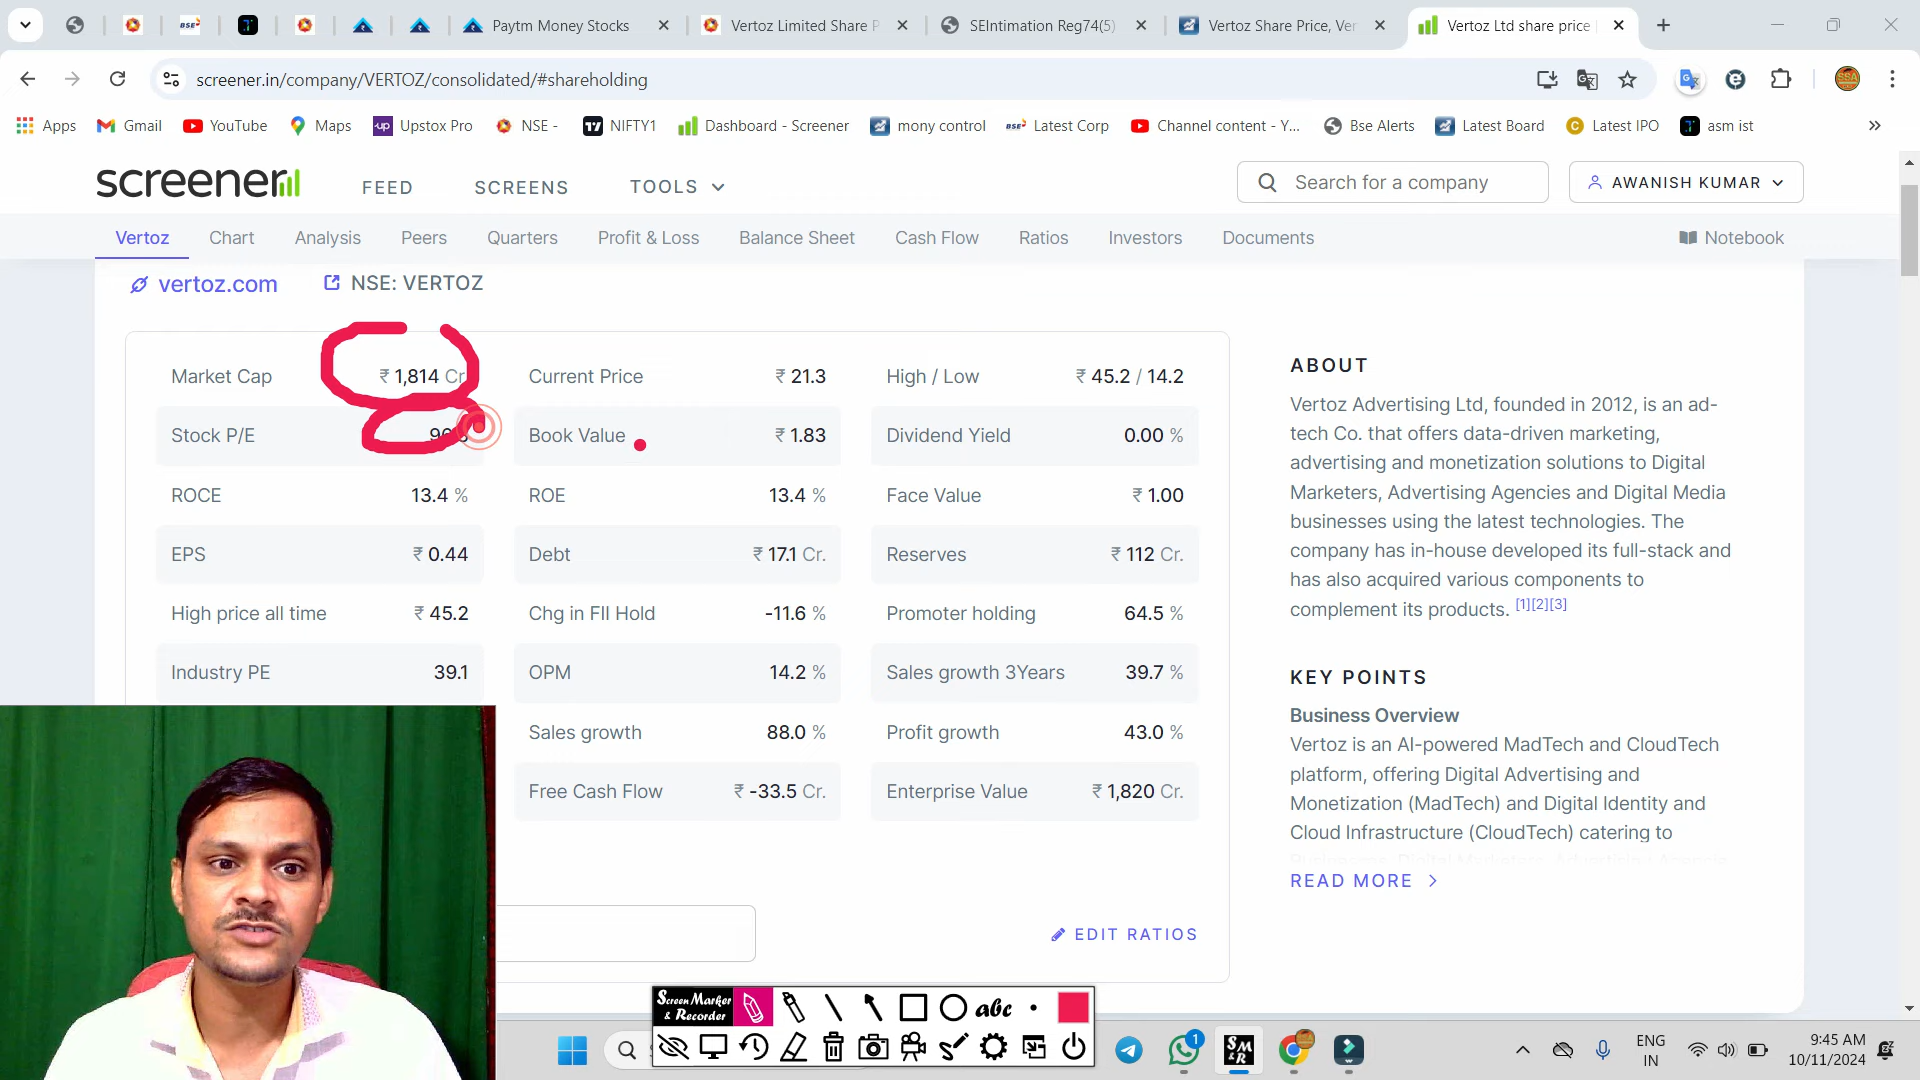 Paytm Money Stocks
Vertoz Limited Share P
SEIntimation Reg74(5)
Vertoz Share Price, Ver
Vertoz Ltd share price
screener.in/company/VERTOZ/consolidated/#shareholding
Apps
Gmail
YouTube
Maps
Upstox Pro
NSE -
NIFTY1
Dashboard - Screener
mony control
Latest Corp
Channel content - Y...
Bse Alerts
Latest Board
Latest IPO
asm ist
screener
FEED
SCREENS
TOOLS
Search for a company
AWANISH KUMAR
Vertoz
Chart
Analysis
Peers
Quarters
Profit & Loss
Balance Sheet
Cash Flow
Ratios
Investors
Documents
Notebook
vertoz.com
NSE: VERTOZ
Market Cap ₹ 1,814 Cr.
Current Price ₹ 21.3
High / Low ₹ 45.2 / 14.2
Stock P/E
Book Value ₹ 1.83
Dividend Yield 0.00 %
ROCE 13.4 %
ROE 13.4 %
Face Value ₹ 1.00
EPS ₹ 0.44
Debt ₹ 17.1 Cr.
Reserves ₹ 112 Cr.
High price all time ₹ 45.2
Chg in FII Hold -11.6 %
Promoter holding 64.5 %
Industry PE 39.1
OPM 14.2 %
Sales growth 3Years 39.7 %
Sales growth 88.0 %
Profit growth 43.0 %
Free Cash Flow ₹ -33.5 Cr.
Enterprise Value ₹ 1,820 Cr.
EDIT RATIOS
ABOUT
Vertoz Advertising Ltd, founded in 2012, is an ad-
tech Co. that offers data-driven marketing,
advertising and monetization solutions to Digital
Marketers, Advertising Agencies and Digital Media
businesses using the latest technologies. The
company has in-house developed its full-stack and
has also acquired various components to
complement its products. [1][2][3]
KEY POINTS
Business Overview
Vertoz is an AI-powered MadTech and CloudTech
platform, offering Digital Advertising and
Monetization (MadTech) and Digital Identity and
Cloud Infrastructure (CloudTech) catering to
READ MORE
Screen Marker
& Recorder
abc
SM
&R
1
ENG
IN
9:45 AM
10/11/2024